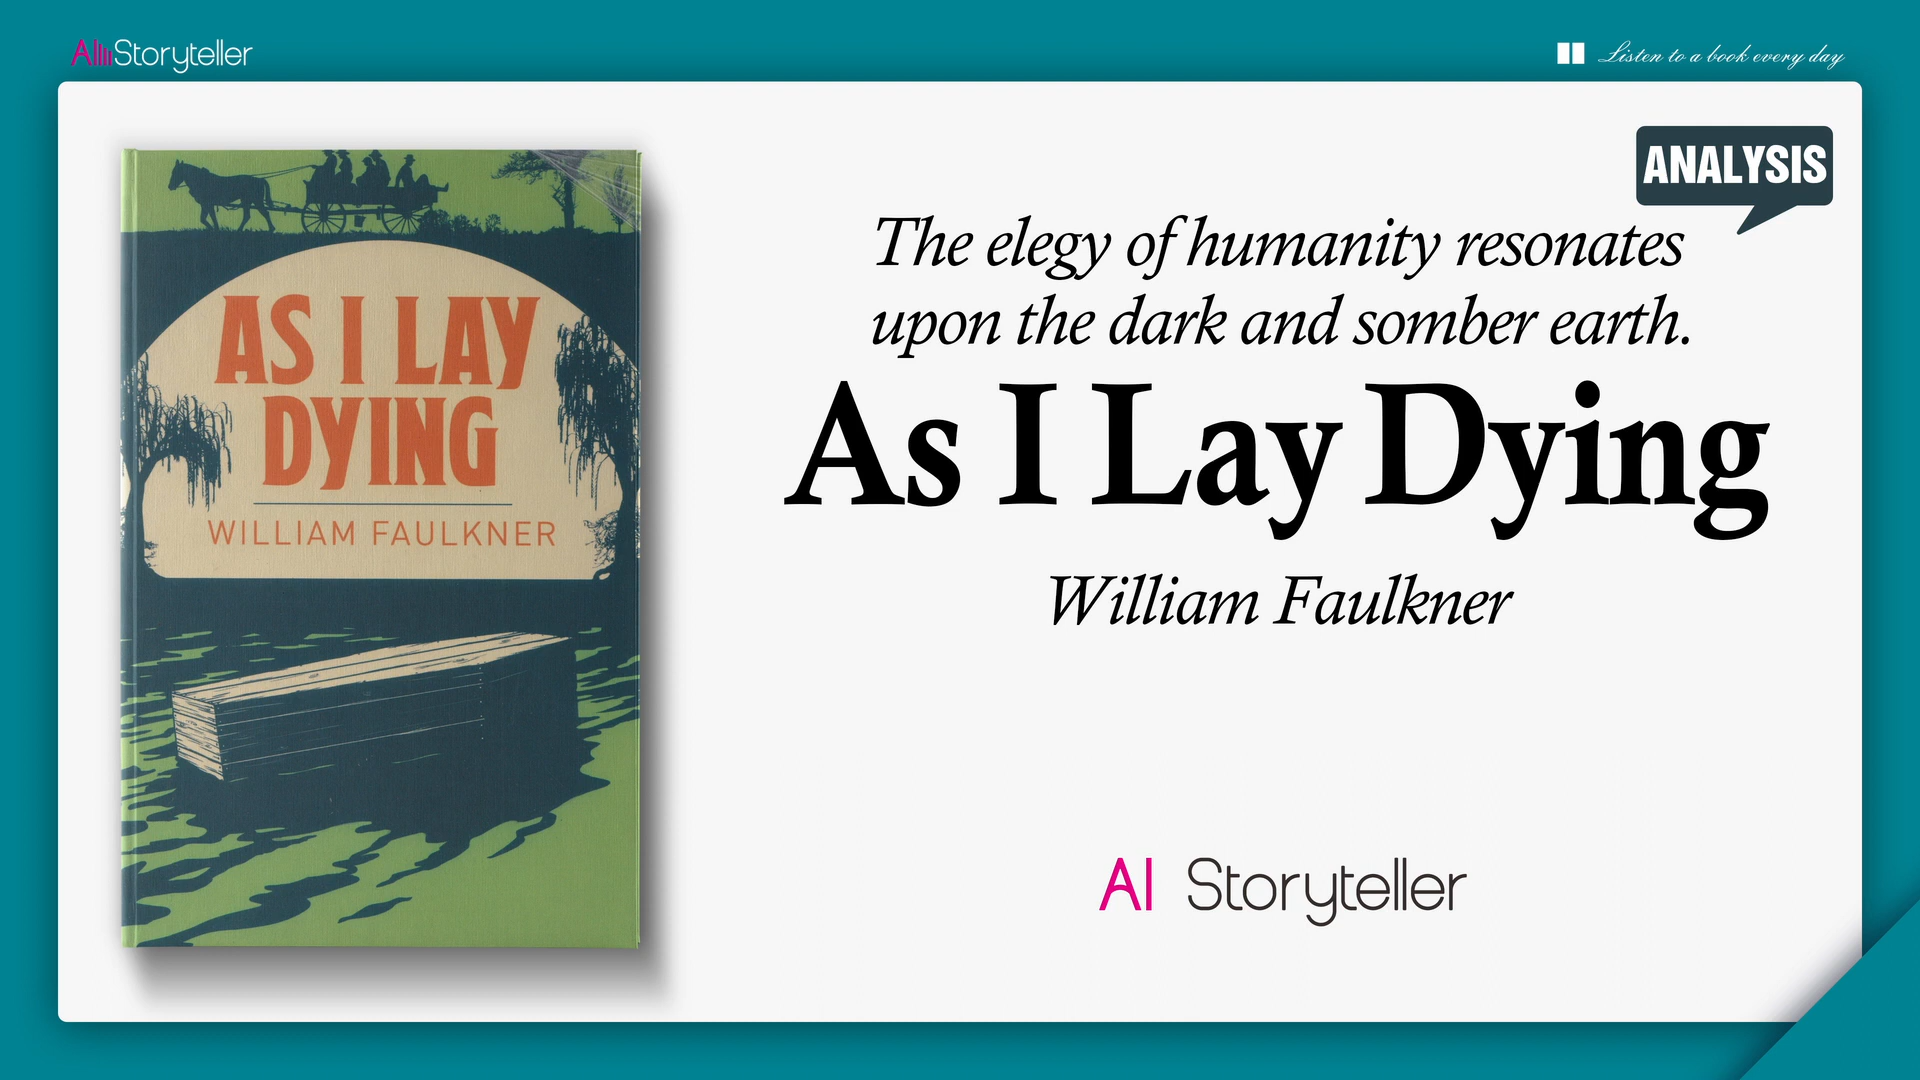 AI Storyteller
Listen to a book every day
ANALYSIS
AS I LAY
DYING
WILLIAM FAULKNER
The elegy of humanity resonates
upon the dark and somber earth.
As I Lay Dying
William Faulkner
AI Storyteller